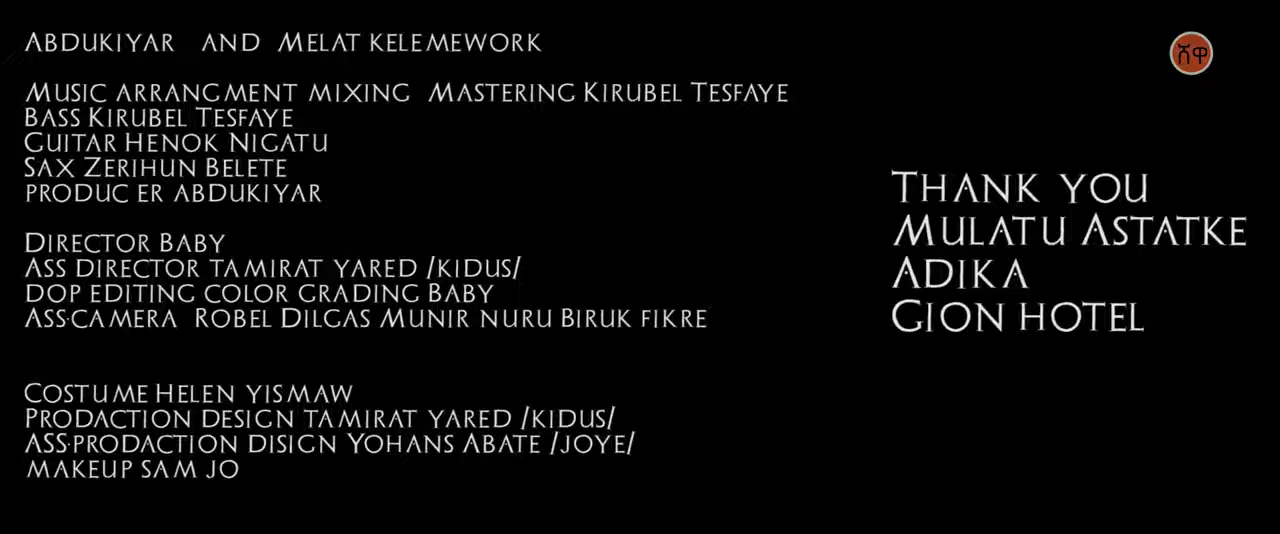 ABDUKIYAR AND MELAT KELEMEWORK
MUSIC ARRANGMENT MIXING MASTERING KIRUBEL TESFAYE
BASS KIRUBEL TESFAYE
GUITAR HENOK NIGATU
SAX ZERIHUN BELETE
PRODUC ER ABDUKIYAR
DIRECTOR BABY
ASS DIRECTOR TAMIRAT YARED /KIDUS/
DOP EDITING COLOR GRADING BABY
ASS.CAMERA ROBEL DILGAS MUNIR NURU BIRUK FIKRE
COSTUME HELEN YISMAW
PRODACTION DESIGN TAMIRAT YARED /KIDUS/
ASS.PRODACTION DISIGN YOHANS ABATE /JOYE/
MAKEUP SAM JO
ሸዋ
THANK YOU
MULATU ASTATKE
ADIKA
GION HOTEL